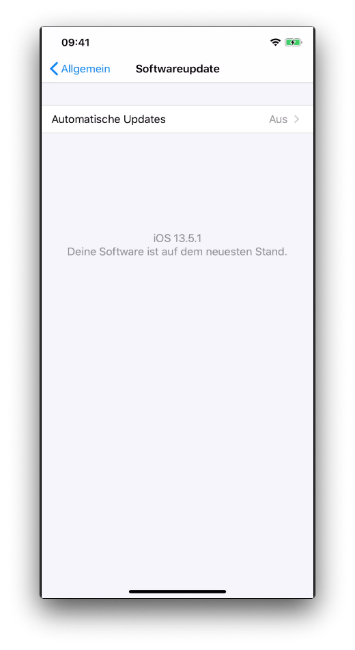 09:41
Allgemein Softwareupdate
Automatische Updates Aus
iOS 13.5.1
Deine Software ist auf dem neuesten Stand.